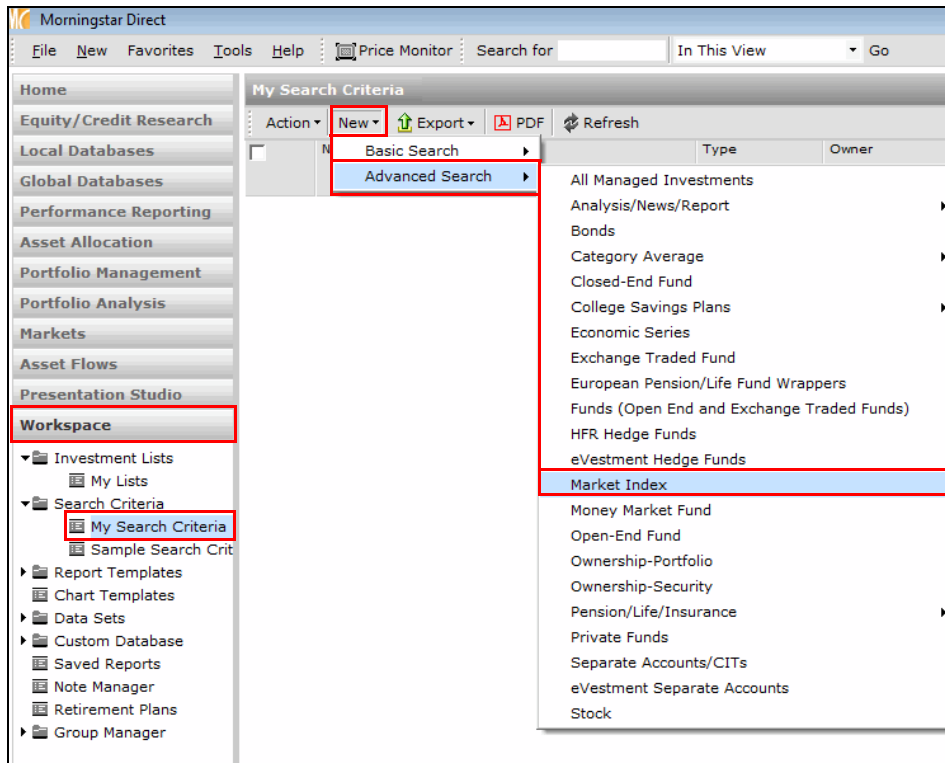 Morningstar Direct
File New Favorites Tools Help Price Monitor Search for In This View Go
Home
Equity/Credit Research
Local Databases
Global Databases
Performance Reporting
Asset Allocation
Portfolio Management
Portfolio Analysis
Markets
Asset Flows
Presentation Studio
Workspace
Investment Lists
My Lists
Search Criteria
My Search Criteria
Sample Search Crit
Report Templates
Chart Templates
Data Sets
Custom Database
Saved Reports
Note Manager
Retirement Plans
Group Manager
My Search Criteria
Action New Export PDF Refresh
N Type Owner
Basic Search
Advanced Search
All Managed Investments
Analysis/News/Report
Bonds
Category Average
Closed-End Fund
College Savings Plans
Economic Series
Exchange Traded Fund
European Pension/Life Fund Wrappers
Funds (Open End and Exchange Traded Funds)
HFR Hedge Funds
eVestment Hedge Funds
Market Index
Money Market Fund
Open-End Fund
Ownership-Portfolio
Ownership-Security
Pension/Life/Insurance
Private Funds
Separate Accounts/CITs
eVestment Separate Accounts
Stock